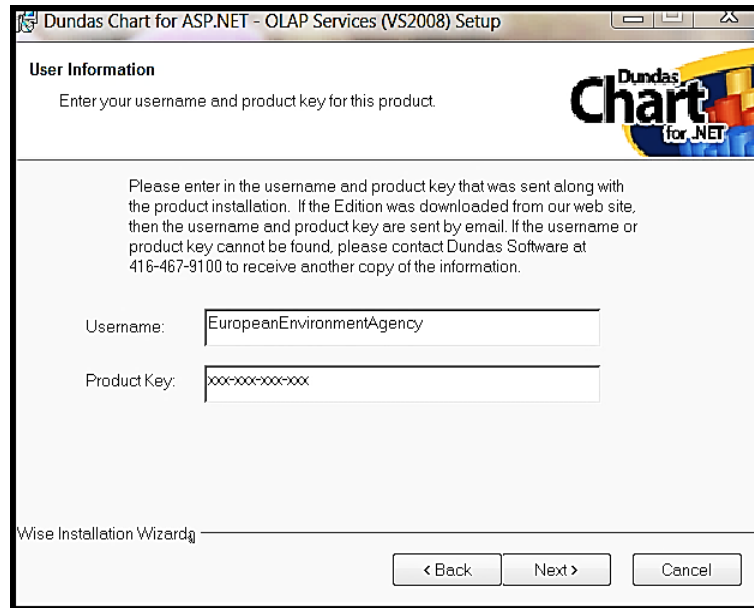 Dundas Chart for ASP.NET - OLAP Services (VS2008) Setup
User Information
Enter your username and product key for this product.
Dundas
Chart
for .NET
Please enter in the username and product key that was sent along with
the product installation. If the Edition was downloaded from our web site,
then the username and product key are sent by email. If the username or
product key cannot be found, please contact Dundas Software at
416-467-9100 to receive another copy of the information.
Username: EuropeanEnvironmentAgency
Product Key: xxx-xxx-xxx-xxx
Wise Installation Wizard
< Back Next > Cancel